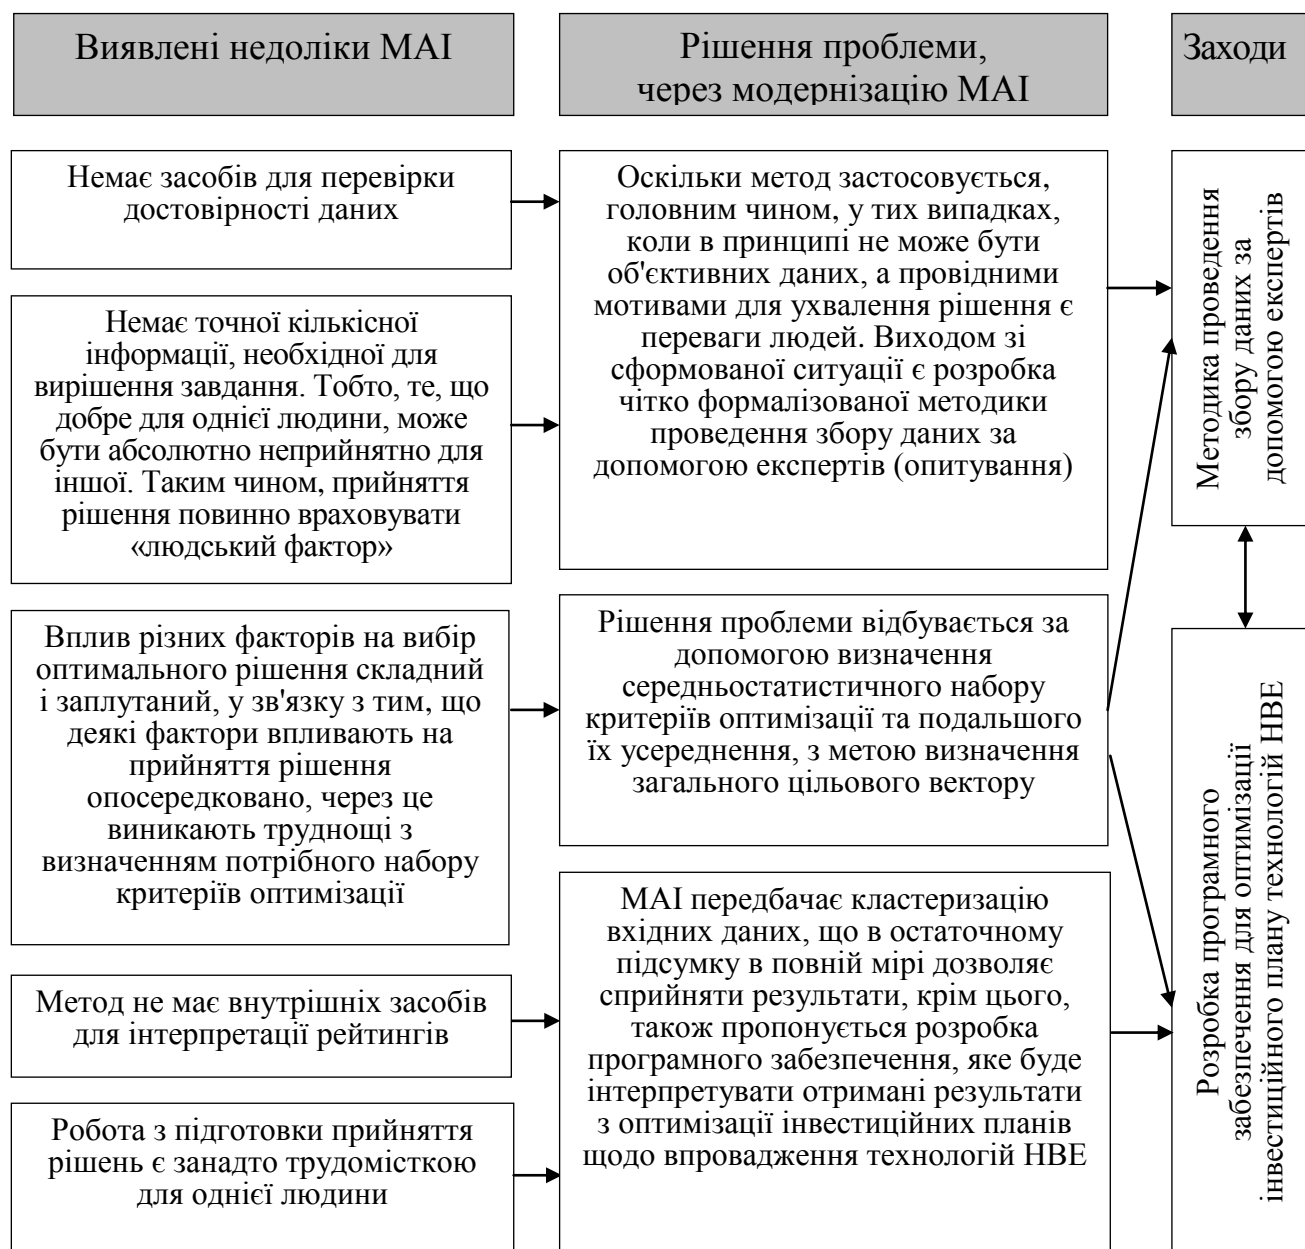 Виявлені недоліки МАІ
Рішення проблеми,
через модернізацію МАІ
Заходи
Немає засобів для перевірки
достовірності даних
Немає точної кількісної
інформації, необхідної для
вирішення завдання. Тобто, те, що
добре для однієї людини, може
бути абсолютно неприйнятно для
іншої. Таким чином, прийняття
рішення повинно враховувати
«людський фактор»
Вплив різних факторів на вибір
оптимального рішення складний
і заплутаний, у зв'язку з тим, що
деякі фактори впливають на
прийняття рішення
опосередковано, через це
виникають труднощі з
визначенням потрібного набору
критеріїв оптимізації
Метод не має внутрішніх засобів
для інтерпретації рейтингів
Робота з підготовки прийняття
рішень є занадто трудомісткою
для однієї людини
Оскільки метод застосовується,
головним чином, у тих випадках,
коли в принципі не може бути
об'єктивних даних, а провідними
мотивами для ухвалення рішення є
переваги людей. Виходом зі
сформованої ситуації є розробка
чітко формалізованої методики
проведення збору даних за
допомогою експертів (опитування)
Рішення проблеми відбувається за
допомогою визначення
середньостатистичного набору
критеріїв оптимізації та подальшого
їх усереднення, з метою визначення
загального цільового вектору
МАІ передбачає кластеризацію
вхідних даних, що в остаточному
підсумку в повній мірі дозволяє
сприйняти результати, крім цього,
також пропонується розробка
програмного забезпечення, яке буде
інтерпретувати отримані результати
з оптимізації інвестиційних планів
щодо впровадження технологій НВЕ
Методика проведення
збору даних за
допомогою експертів
Розробка програмного
забезпечення для оптимізації
інвестиційного плану технологій НВЕ